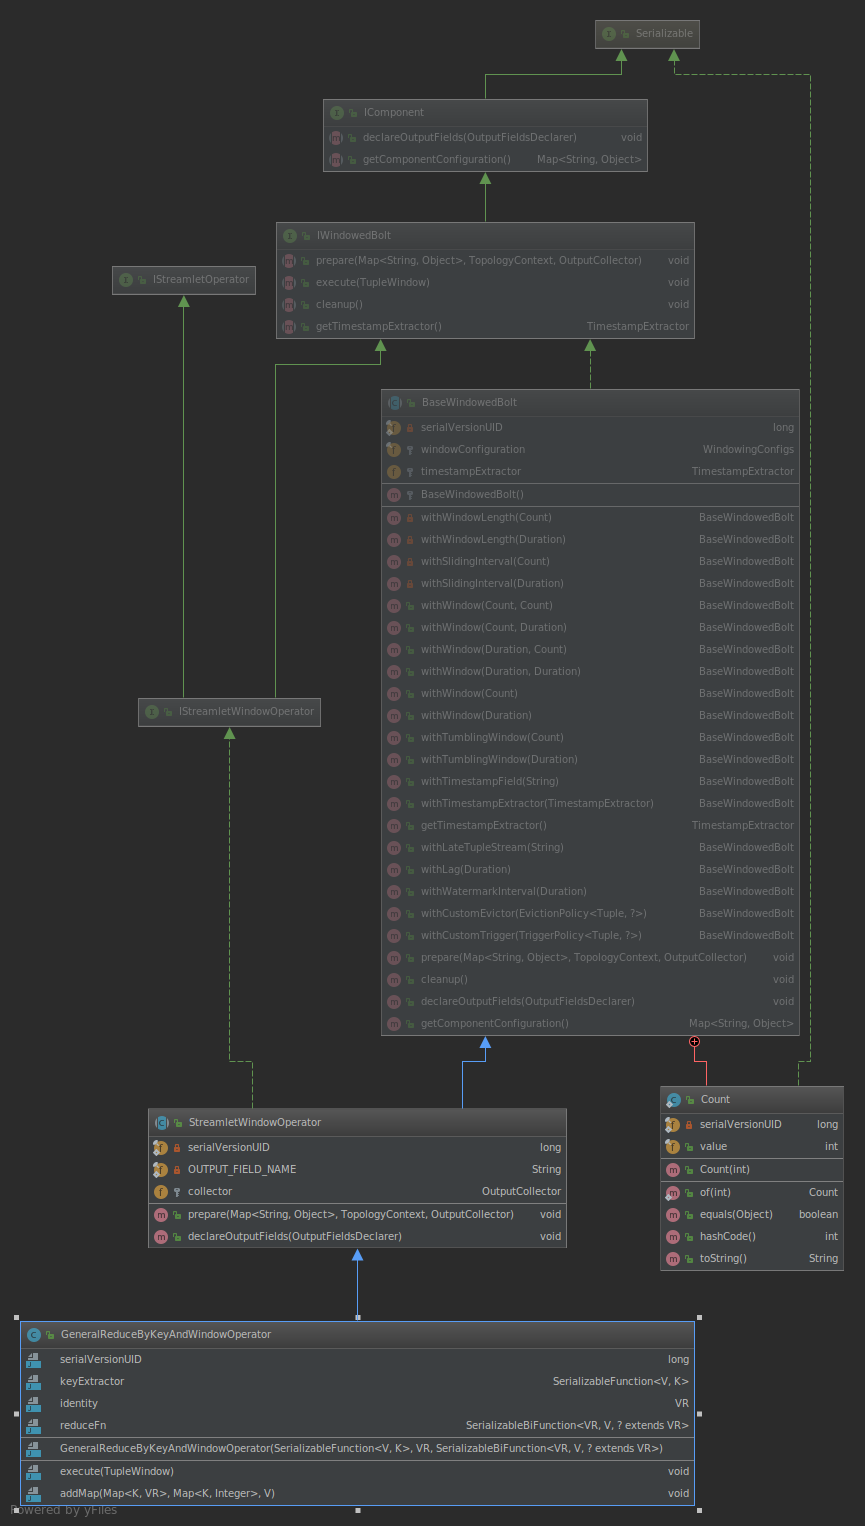 Serializable
IComponent
declareOutputFields(OutputFieldsDeclarer) void
getComponentConfiguration() Map<String, Object>
IWindowedBolt
prepare(Map<String, Object>, TopologyContext, OutputCollector) void
execute(TupleWindow) void
cleanup() void
getTimestampExtractor() TimestampExtractor
IStreamletOperator
BaseWindowedBolt
serialVersionUID long
windowConfiguration WindowingConfigs
timestampExtractor TimestampExtractor
BaseWindowedBolt()
withWindowLength(Count) BaseWindowedBolt
withWindowLength(Duration) BaseWindowedBolt
withSlidingInterval(Count) BaseWindowedBolt
withSlidingInterval(Duration) BaseWindowedBolt
withWindow(Count, Count) BaseWindowedBolt
withWindow(Count, Duration) BaseWindowedBolt
withWindow(Duration, Count) BaseWindowedBolt
withWindow(Duration, Duration) BaseWindowedBolt
withWindow(Count) BaseWindowedBolt
withWindow(Duration) BaseWindowedBolt
withTumblingWindow(Count) BaseWindowedBolt
withTumblingWindow(Duration) BaseWindowedBolt
withTimestampField(String) BaseWindowedBolt
withTimestampExtractor(TimestampExtractor) BaseWindowedBolt
getTimestampExtractor() TimestampExtractor
withLateTupleStream(String) BaseWindowedBolt
withLag(Duration) BaseWindowedBolt
withWatermarkInterval(Duration) BaseWindowedBolt
withCustomEvictor(EvictionPolicy<Tuple, ?>) BaseWindowedBolt
withCustomTrigger(TriggerPolicy<Tuple, ?>) BaseWindowedBolt
prepare(Map<String, Object>, TopologyContext, OutputCollector) void
cleanup() void
declareOutputFields(OutputFieldsDeclarer) void
getComponentConfiguration() Map<String, Object>
IStreamletWindowOperator
StreamletWindowOperator
serialVersionUID long
OUTPUT_FIELD_NAME String
collector OutputCollector
prepare(Map<String, Object>, TopologyContext, OutputCollector) void
declareOutputFields(OutputFieldsDeclarer) void
Count
serialVersionUID long
value int
Count(int)
of(int) Count
equals(Object) boolean
hashCode() int
toString() String
GeneralReduceByKeyAndWindowOperator
serialVersionUID long
keyExtractor SerializableFunction<V, K>
identity VR
reduceFn SerializableBiFunction<VR, V, ? extends VR>
GeneralReduceByKeyAndWindowOperator(SerializableFunction<V, K>, VR, SerializableBiFunction<VR, V, ? extends VR>)
execute(TupleWindow) void
addMap(Map<K, VR>, Map<K, Integer>, V) void
Powered by yFiles